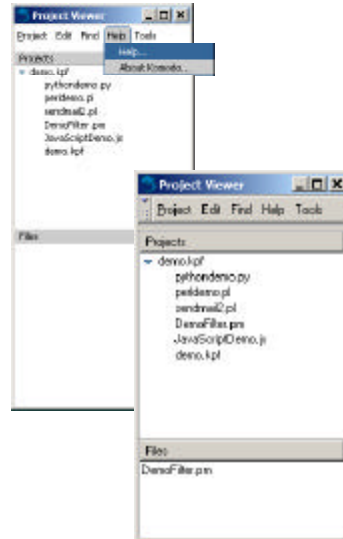 Project Viewer
Project Edit Find Help Tools
Help...
About Komodo...
Projects
demo.kpf
pythondemo.py
perldemo.pl
sendmail2.pl
DemoFilter.pm
JavaScriptDemo.js
demo.kpf
Files
Project Viewer
Project Edit Find Help Tools
Projects
demo.kpf
pythondemo.py
perldemo.pl
sendmail2.pl
DemoFilter.pm
JavaScriptDemo.js
demo.kpf
Files
DemoFilter.pm